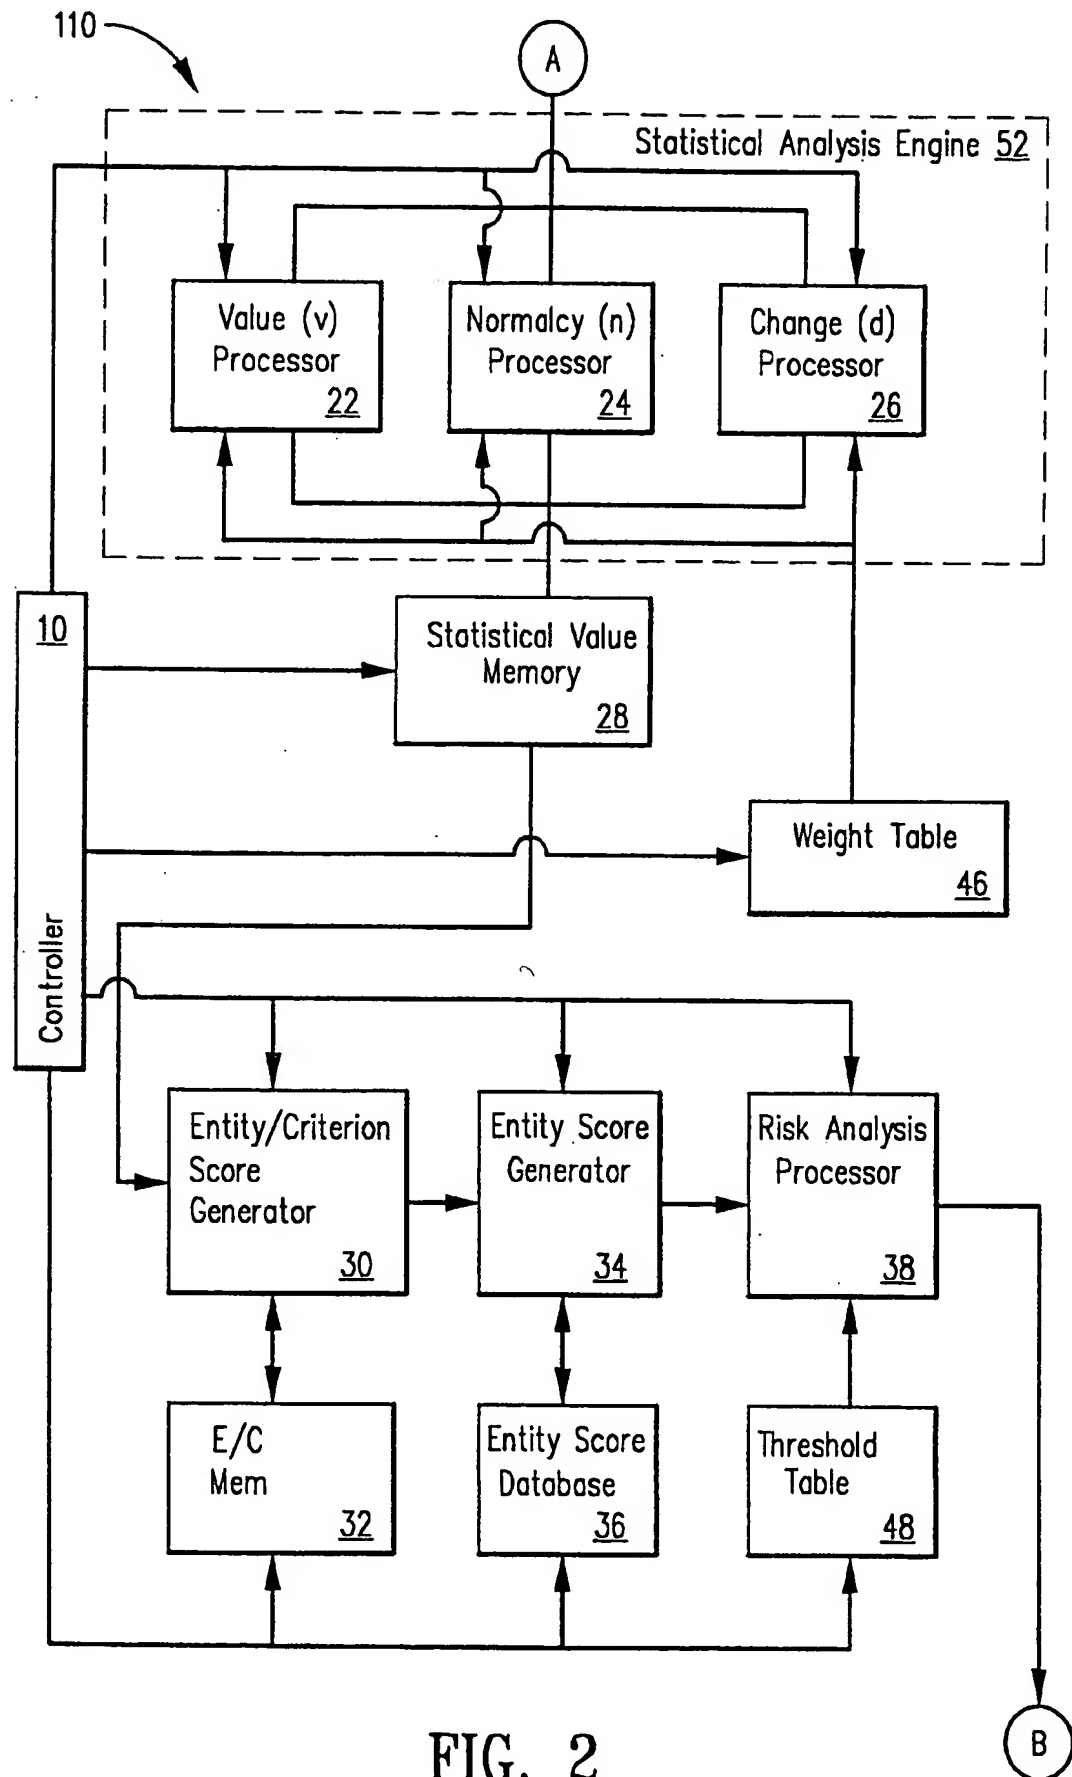 110
A
Statistical Analysis Engine 52
Value (v)
Processor
22
Normalcy (n)
Processor
24
Change (d)
Processor
26
10
Controller
Statistical Value
Memory
28
Weight Table
46
Entity/Criterion
Score
Generator
30
Entity Score
Generator
34
Risk Analysis
Processor
38
E/C
Mem
32
Entity Score
Database
36
Threshold
Table
48
B
FIG. 2